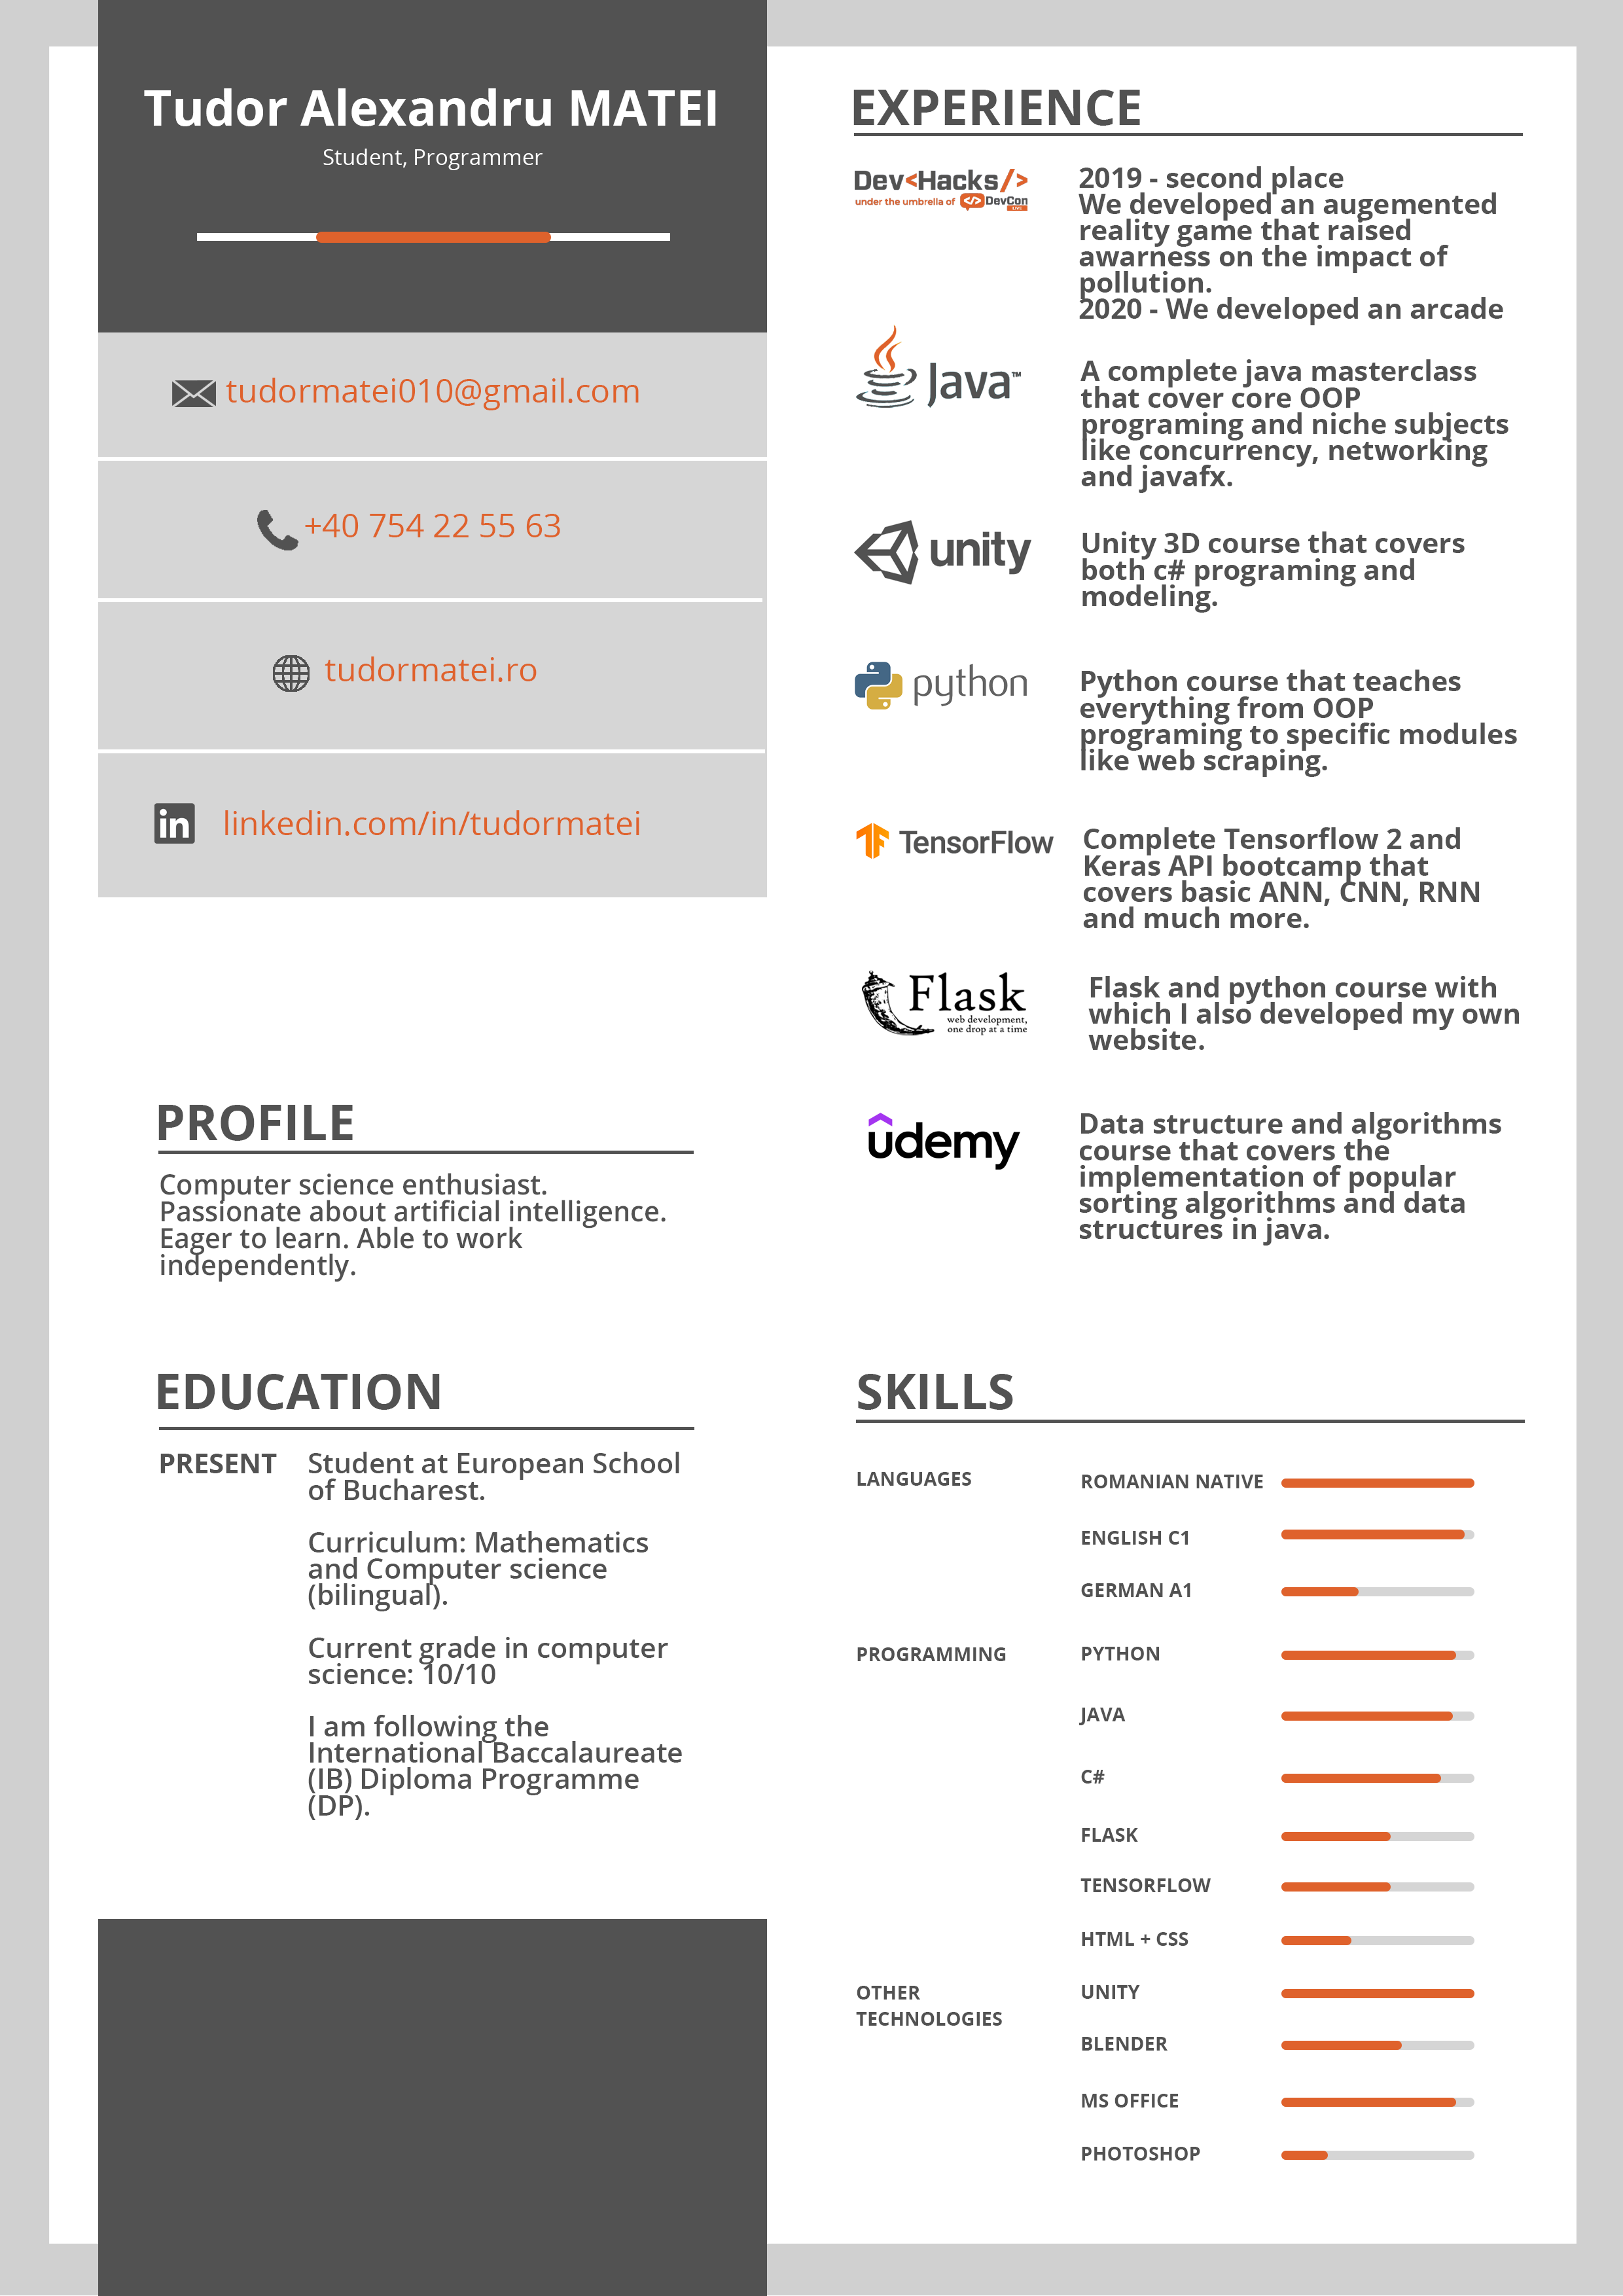 Tudor Alexandru MATEI
Student, Programmer
tudormatei010@gmail.com
+40 754 22 55 63
tudormatei.ro
in
linkedin.com/in/tudormatei
PROFILE
Computer science enthusiast.
Passionate about artificial intelligence.
Eager to learn. Able to work
independently.
EDUCATION
PRESENT
Student at European School
of Bucharest.
Curriculum: Mathematics
and Computer science
(bilingual).
Current grade in computer
science: 10/10
I am following the
International Baccalaureate
(IB) Diploma Programme
(DP).
EXPERIENCE
Dev<Hacks/>
under the umbrella of </> DevCon
LIVE
2019 - second place
We developed an augemented
reality game that raised
awarness on the impact of
pollution.
2020 - We developed an arcade
Java™
A complete java masterclass
that cover core OOP
programing and niche subjects
like concurrency, networking
and javafx.
unity
Unity 3D course that covers
both c# programing and
modeling.
python
Python course that teaches
everything from OOP
programing to specific modules
like web scraping.
TensorFlow
Complete Tensorflow 2 and
Keras API bootcamp that
covers basic ANN, CNN, RNN
and much more.
Flask
web development,
one drop at a time
Flask and python course with
which I also developed my own
website.
udemy
Data structure and algorithms
course that covers the
implementation of popular
sorting algorithms and data
structures in java.
SKILLS
LANGUAGES
ROMANIAN NATIVE
ENGLISH C1
GERMAN A1
PROGRAMMING
PYTHON
JAVA
C#
FLASK
TENSORFLOW
HTML + CSS
OTHER
TECHNOLOGIES
UNITY
BLENDER
MS OFFICE
PHOTOSHOP